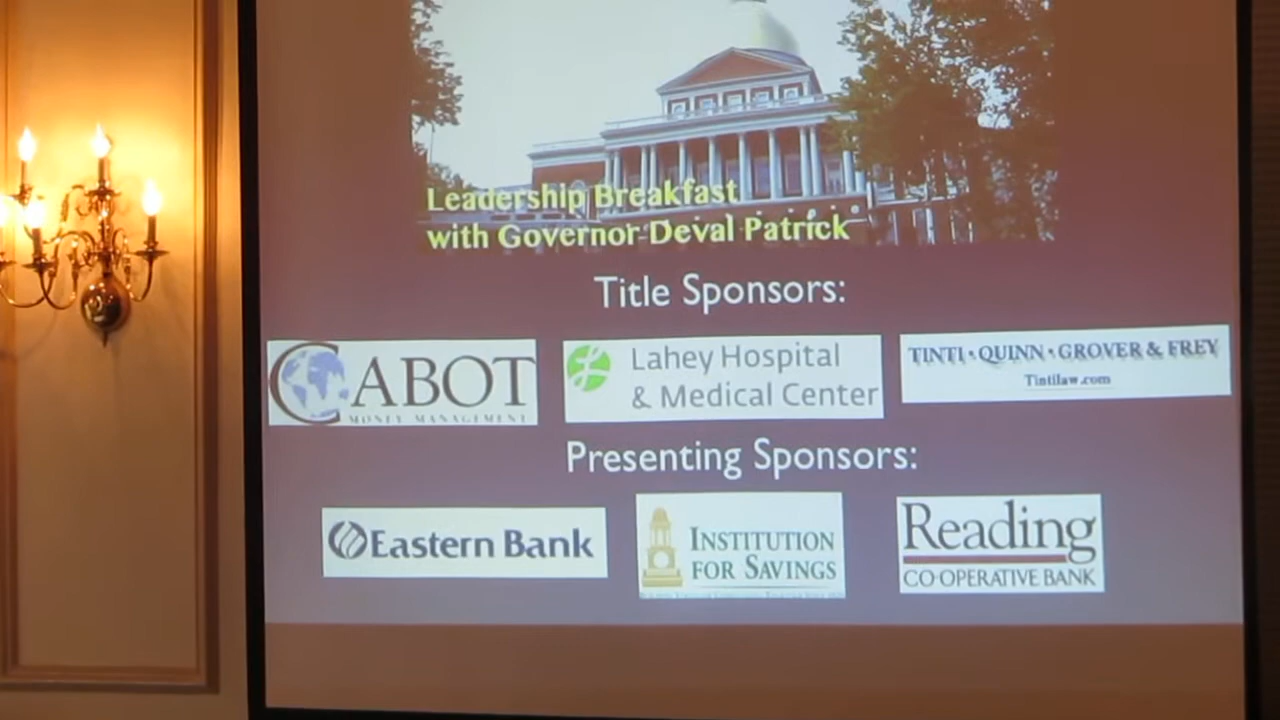 Leadership Breakfast
with Governor Deval Patrick
Title Sponsors:
CABOT
MONEY MANAGEMENT
Lahey Hospital
& Medical Center
TINTI • QUINN • GROVER & FREY
Tintilaw.com
Presenting Sponsors:
Eastern Bank
INSTITUTION
FOR SAVINGS
Reading
CO-OPERATIVE BANK